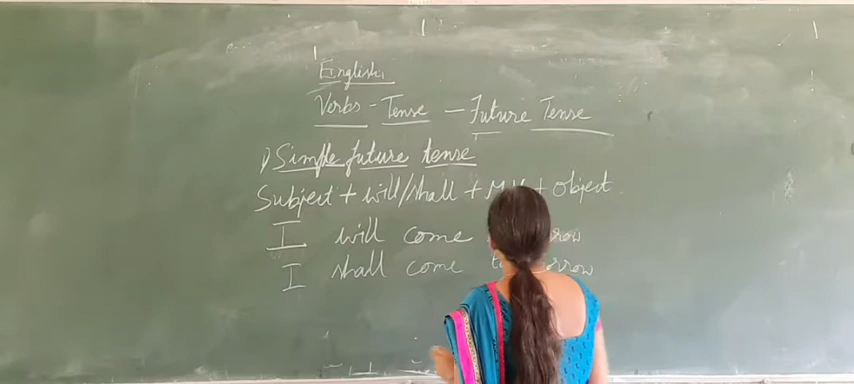 English,
Verbs - Tense - Future Tense
1) Simple future tense
Subject + will/shall + M.V + Object
I will come
I shall come